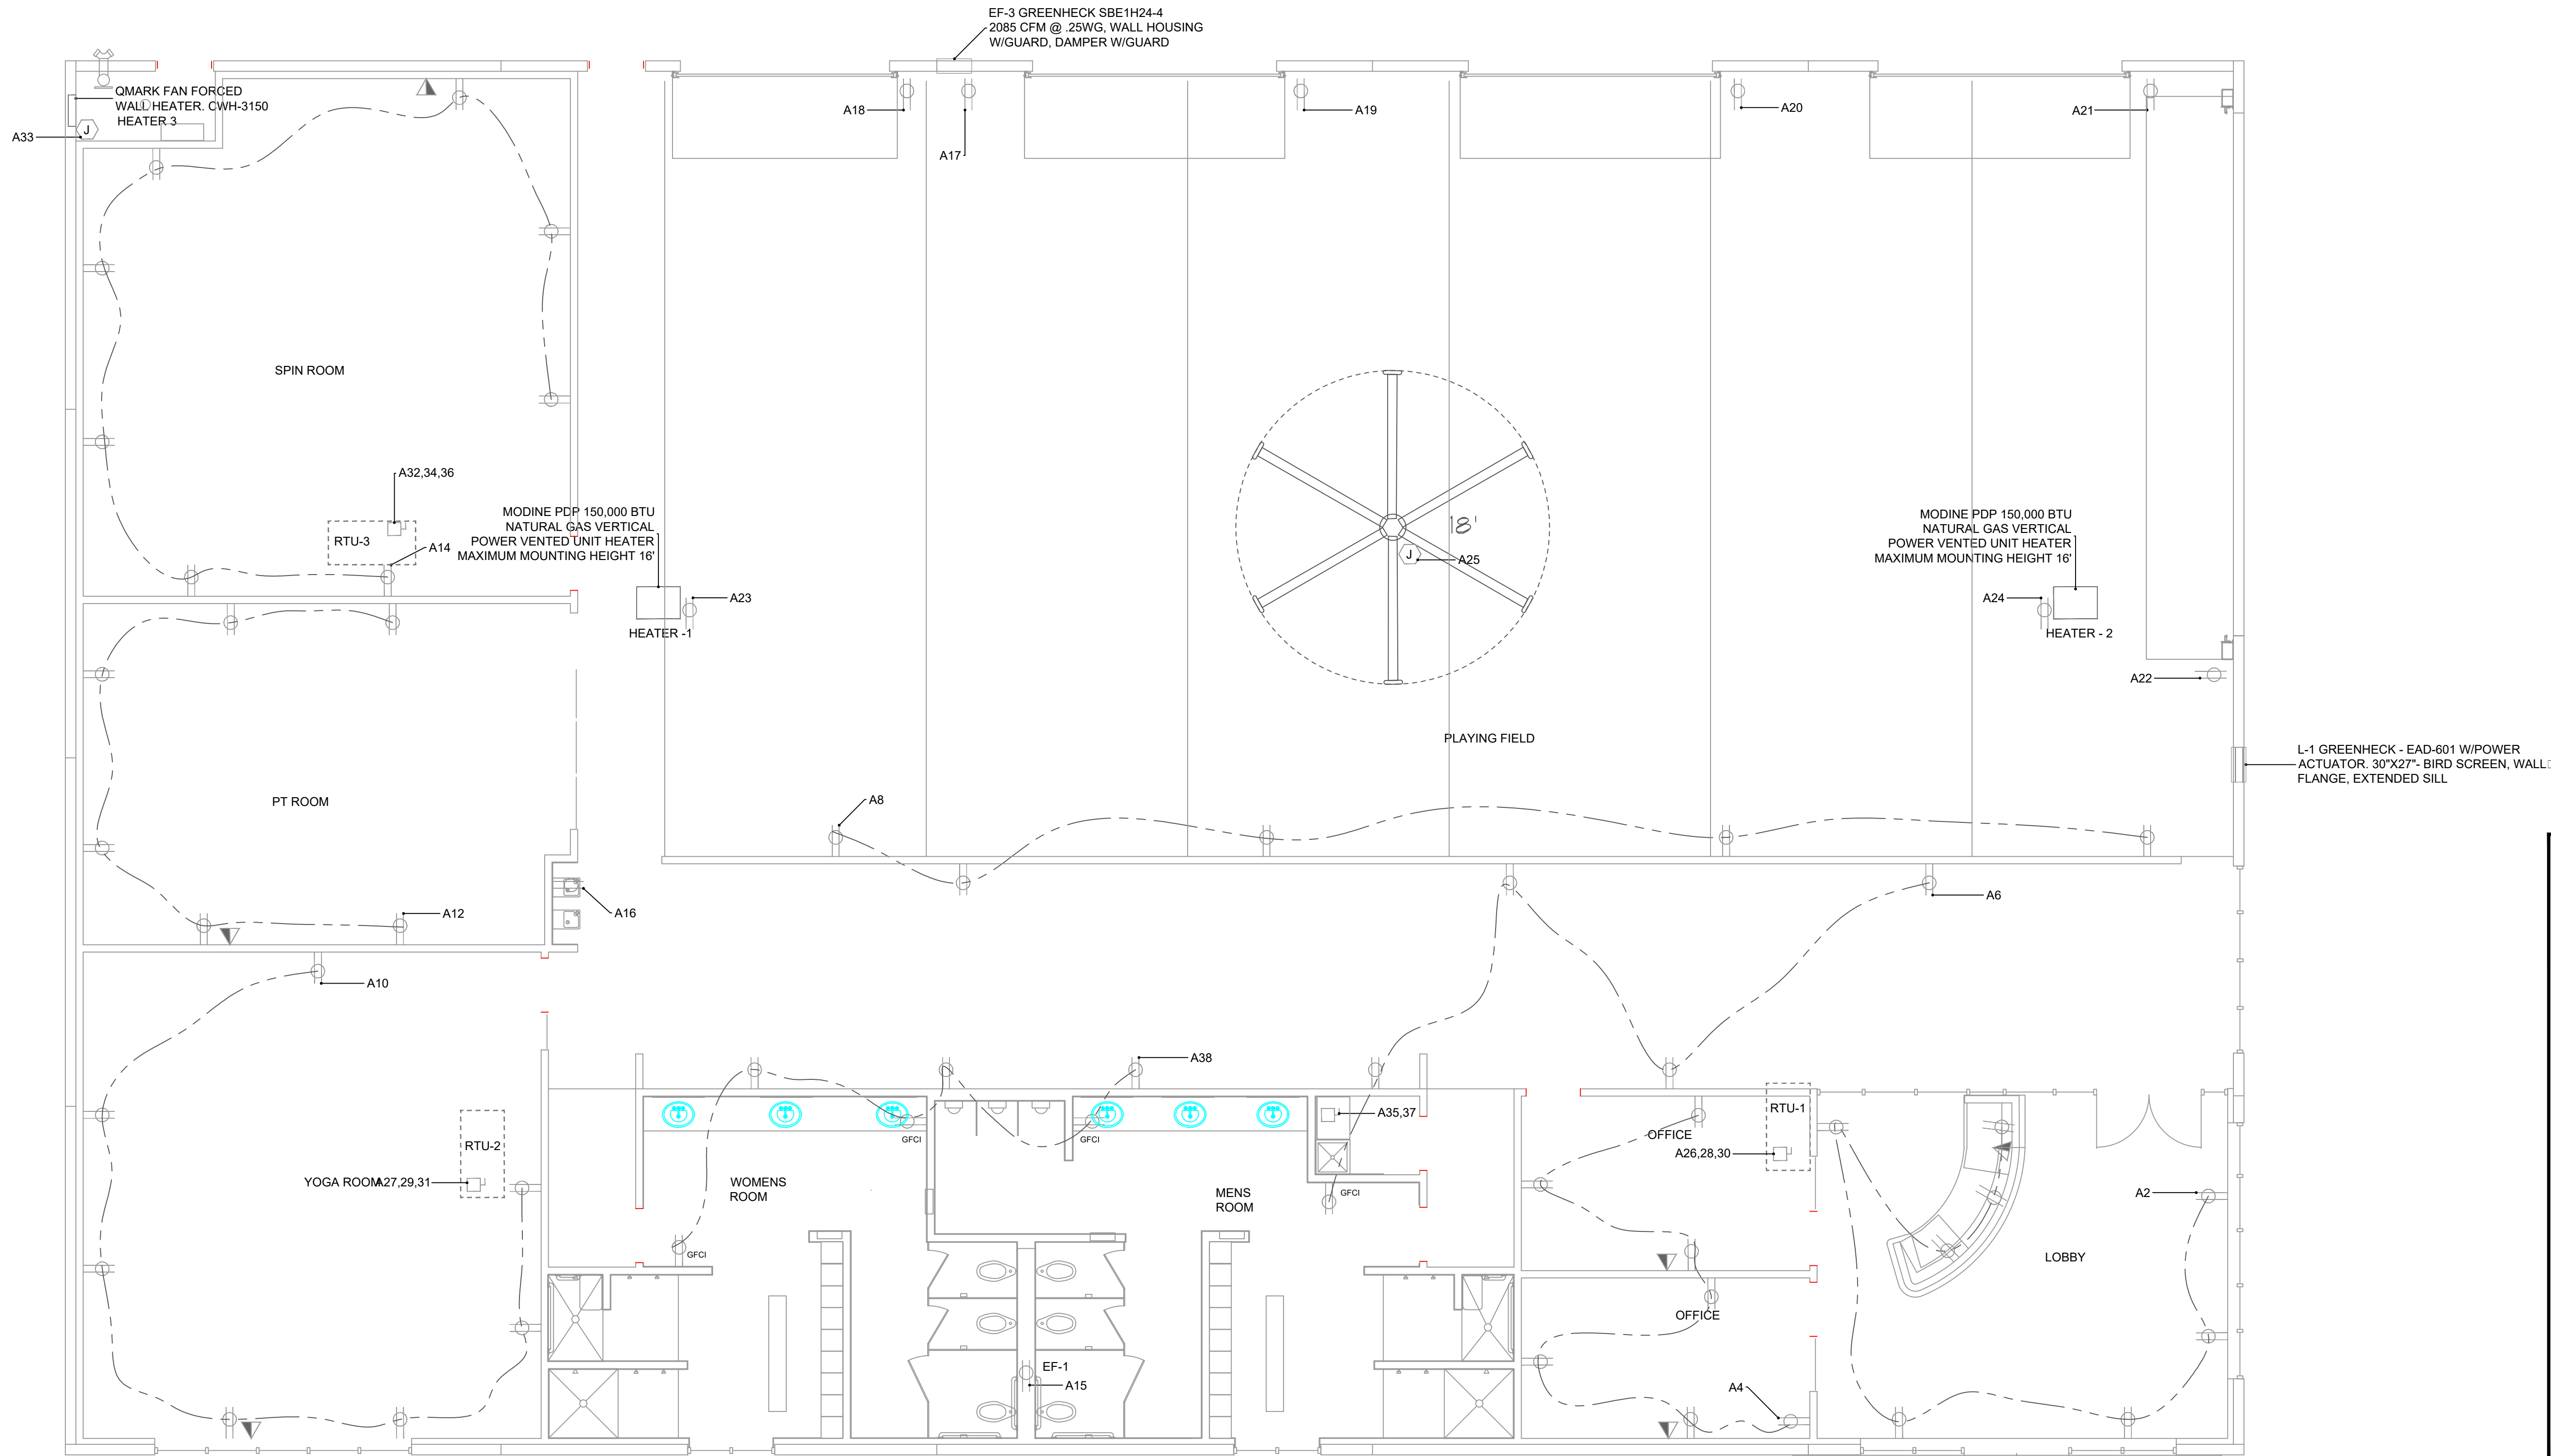 EF-3 GREENHECK SBE1H24-4
2085 CFM @ .25WG, WALL HOUSING
W/GUARD, DAMPER W/GUARD
QMARK FAN FORCED
WALL HEATER. CWH-3150
HEATER 3
A33
J
A18
A17
A19
A20
A21
SPIN ROOM
A32,34,36
RTU-3
A14
MODINE PDP 150,000 BTU
NATURAL GAS VERTICAL
POWER VENTED UNIT HEATER
MAXIMUM MOUNTING HEIGHT 16'
A23
HEATER -1
18'
J
A25
MODINE PDP 150,000 BTU
NATURAL GAS VERTICAL
POWER VENTED UNIT HEATER
MAXIMUM MOUNTING HEIGHT 16'
A24
HEATER - 2
A22
PLAYING FIELD
L-1 GREENHECK - EAD-601 W/POWER
ACTUATOR. 30"X27"- BIRD SCREEN, WALL
FLANGE, EXTENDED SILL
PT ROOM
A8
A12
A16
A6
A10
A38
A35,37
GFCI
GFCI
GFCI
GFCI
RTU-2
YOGA ROOM
A27,29,31
WOMENS
ROOM
MENS
ROOM
OFFICE
RTU-1
A26,28,30
A2
LOBBY
OFFICE
EF-1
A15
A4